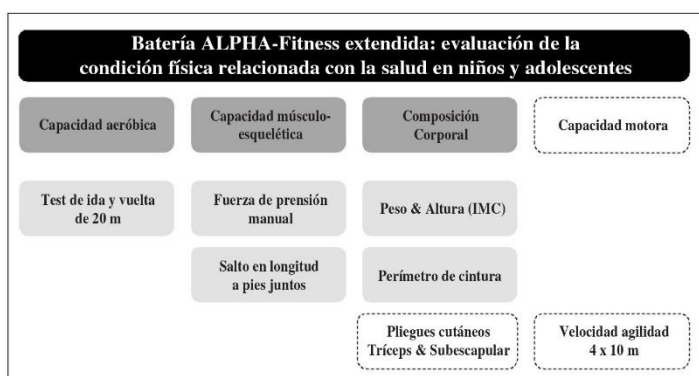 Batería ALPHA-Fitness extendida: evaluación de la
condición física relacionada con la salud en niños y adolescentes
Capacidad aeróbica
Capacidad músculo-
esquelética
Composición
Corporal
Capacidad motora
Test de ida y vuelta
de 20 m
Fuerza de prensión
manual
Peso & Altura (IMC)
Salto en longitud
a pies juntos
Perímetro de cintura
Pliegues cutáneos
Tríceps & Subescapular
Velocidad agilidad
4 x 10 m